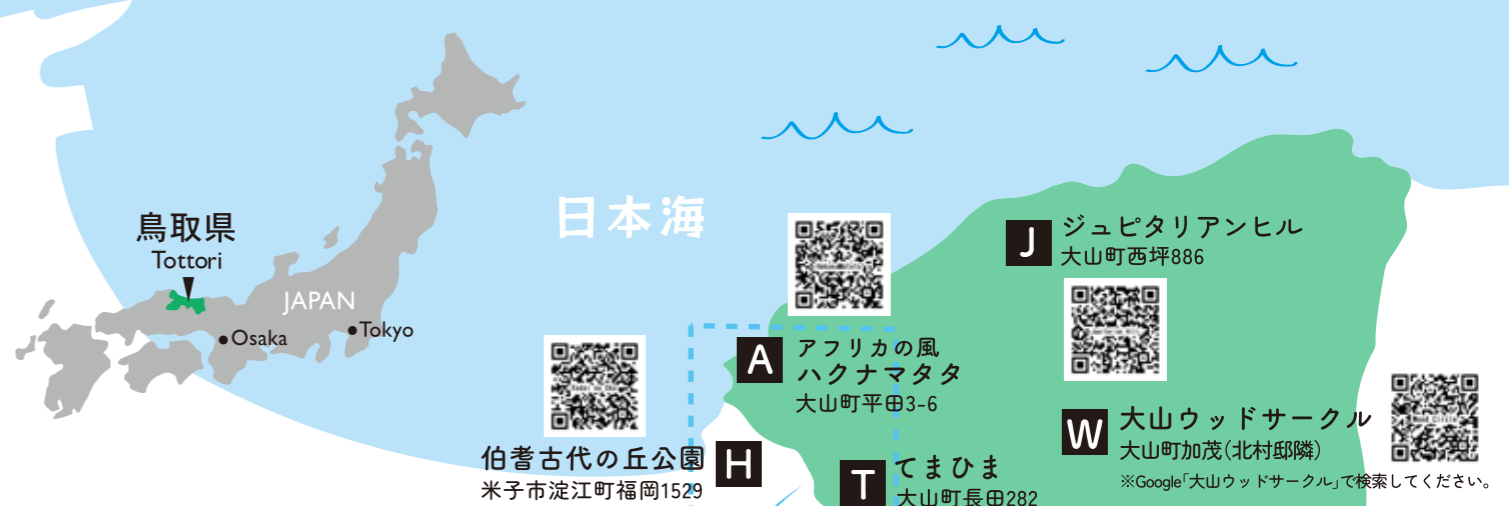 日本海
鳥取県
Tottori
JAPAN
Osaka
Tokyo
J
ジュピタリアンヒル
大山町西坪886
A
アフリカの風
ハクナマタタ
大山町平田3-6
W
大山ウッドサークル
大山町加茂(北村邸隣)
※Google「大山ウッドサークル」で検索してください。
伯耆古代の丘公園
米子市淀江町福岡1529
H
T
てまひま
大山町長田282